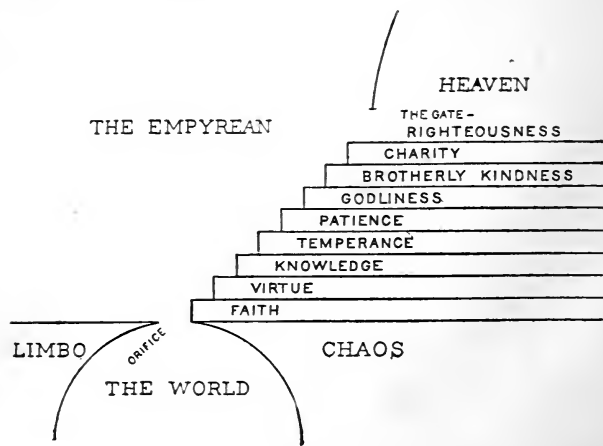 HEAVEN
THE GATE-
THE EMPYREAN
RIGHTEOUSNESS
CHARITY
BROTHERLY KINDNESS
GODLINESS
PATIENCE
TEMPERANCE
KNOWLEDGE
VIRTUE
FAITH
LIMBO
ORIFICE
CHAOS
THE WORLD